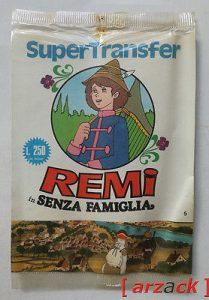 SuperTransfer
L. 250
REMi
in SENZA FAMIGLIA.
6
[ arzack ]